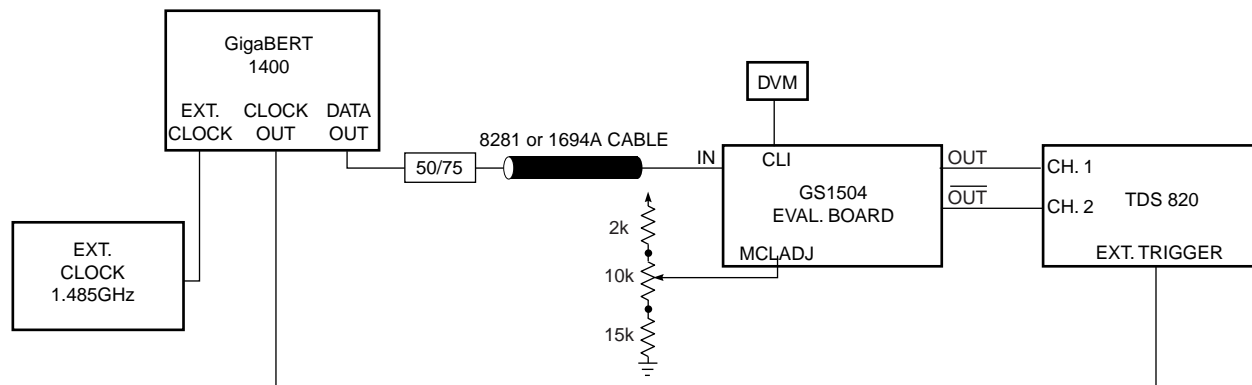 GigaBERT
1400
EXT.
CLOCK
CLOCK
OUT
DATA
OUT
8281 or 1694A CABLE
50/75
DVM
IN
CLI
GS1504
EVAL. BOARD
MCLADJ
OUT
OUT
CH. 1
CH. 2
TDS 820
EXT. TRIGGER
2k
10k
15k
EXT.
CLOCK
1.485GHz